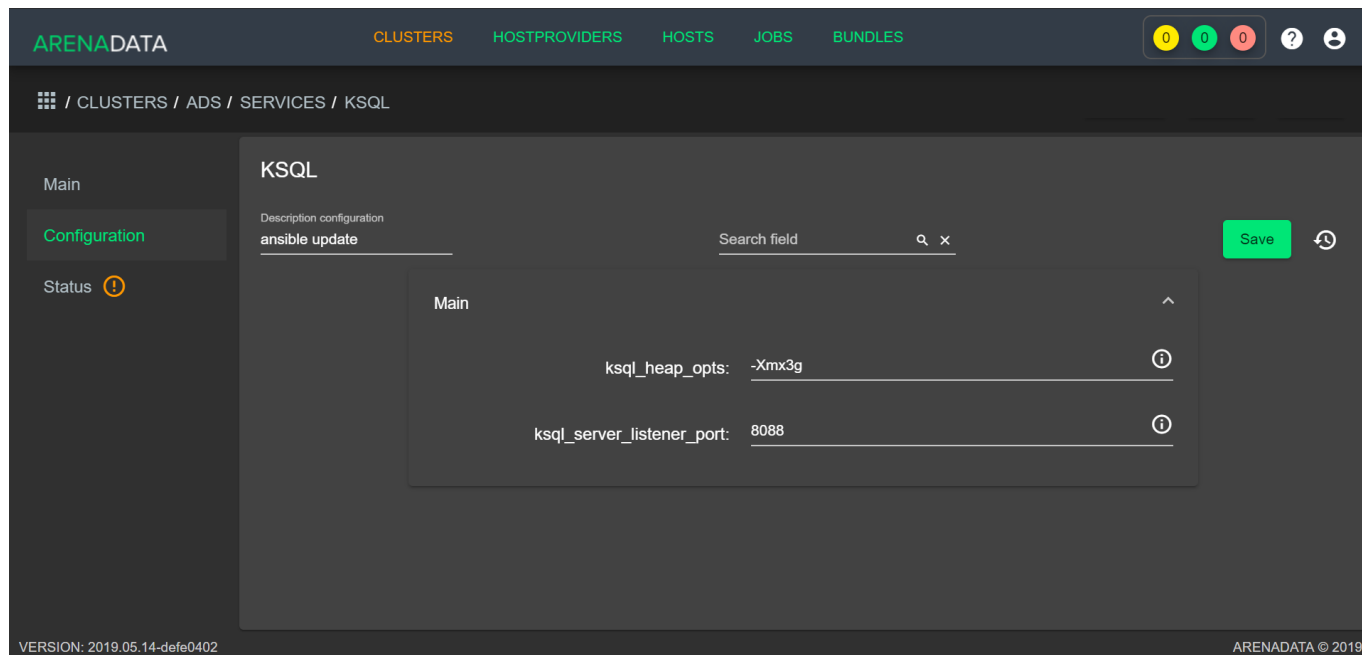 ARENADATA CLUSTERS HOSTPROVIDERS HOSTS JOBS BUNDLES 0 0 0 ?
/ CLUSTERS / ADS / SERVICES / KSQL
KSQL
Main
Description configuration
ansible update Search field Save
Configuration
Status !
Main
ksql_heap_opts: -Xmx3g
ksql_server_listener_port: 8088
VERSION: 2019.05.14-defe0402 ARENADATA © 2019